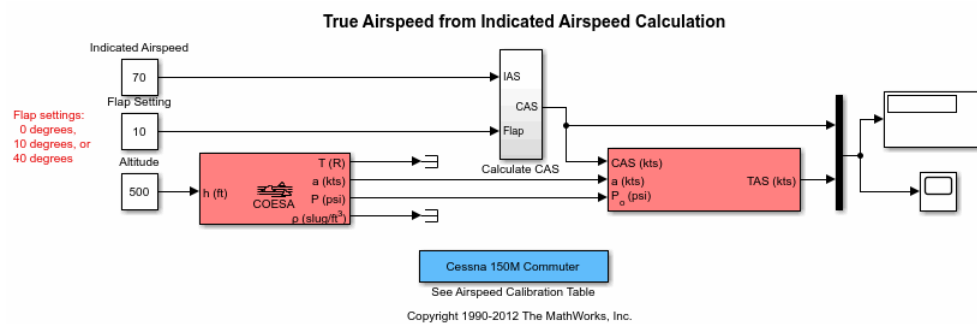 True Airspeed from Indicated Airspeed Calculation
Indicated Airspeed
70
IAS
Flap Setting
CAS
Flap settings:
0 degrees,
10 degrees, or
40 degrees
10
Flap
Calculate CAS
Altitude
500
h (ft)
COESA
T (R)
a (kts)
P (psi)
ρ (slug/ft³)
CAS (kts)
a (kts)
P₀ (psi)
TAS (kts)
Cessna 150M Commuter
See Airspeed Calibration Table
Copyright 1990-2012 The MathWorks, Inc.